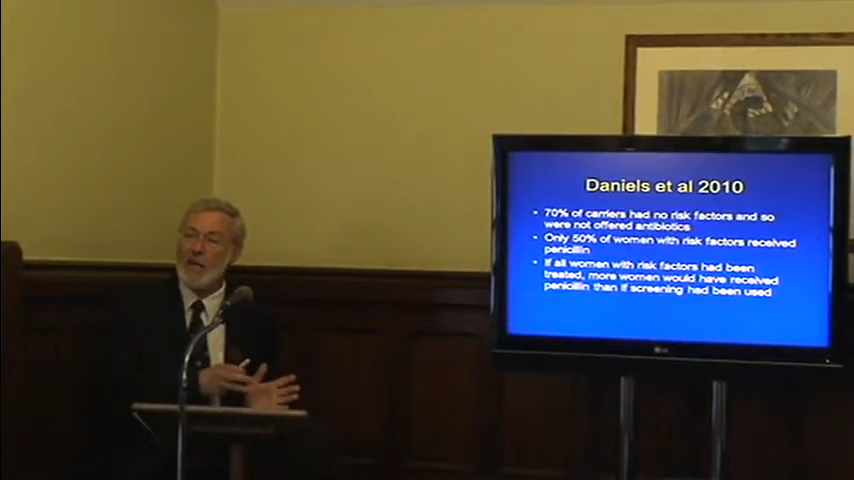 Daniels et al 2010
• 70% of carriers had no risk factors and so
were not offered antibiotics
• Only 50% of women with risk factors received
penicillin
• If all women with risk factors had been
treated, more women would have received
penicillin than if screening had been used
LG